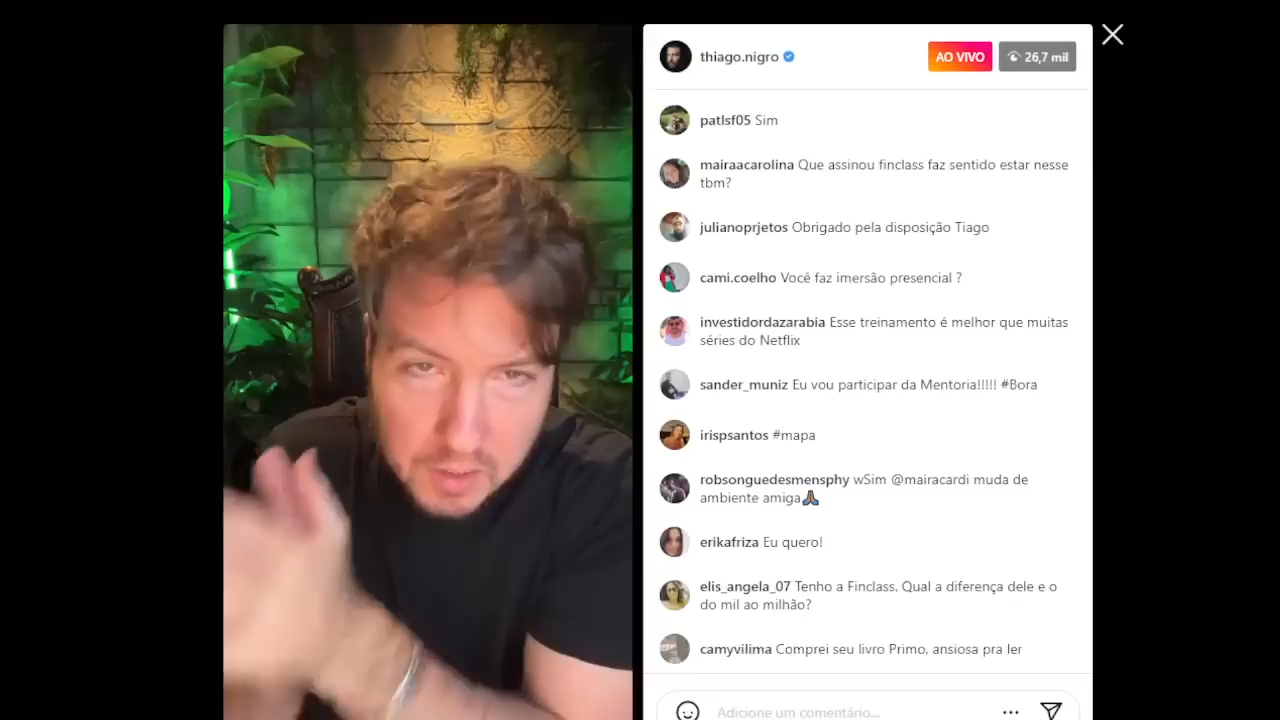 thiago.nigro
AO VIVO
26,7 mil
patlsf05 Sim
mairaacarolina Que assinou finclass faz sentido estar nesse
tbm?
julianoprjetos Obrigado pela disposição Tiago
cami.coelho Você faz imersão presencial ?
investidordazarabia Esse treinamento é melhor que muitas
séries do Netflix
sander_muniz Eu vou participar da Mentoria!!!!! #Bora
irispsantos #mapa
robsonguedesmensphy wSim @mairacardi muda de
ambiente amiga🙏🏾
erikafriza Eu quero!
elis_angela_07 Tenho a Finclass. Qual a diferença dele e o
do mil ao milhão?
camyvilima Comprei seu livro Primo, ansiosa pra ler
Adicione um comentário...